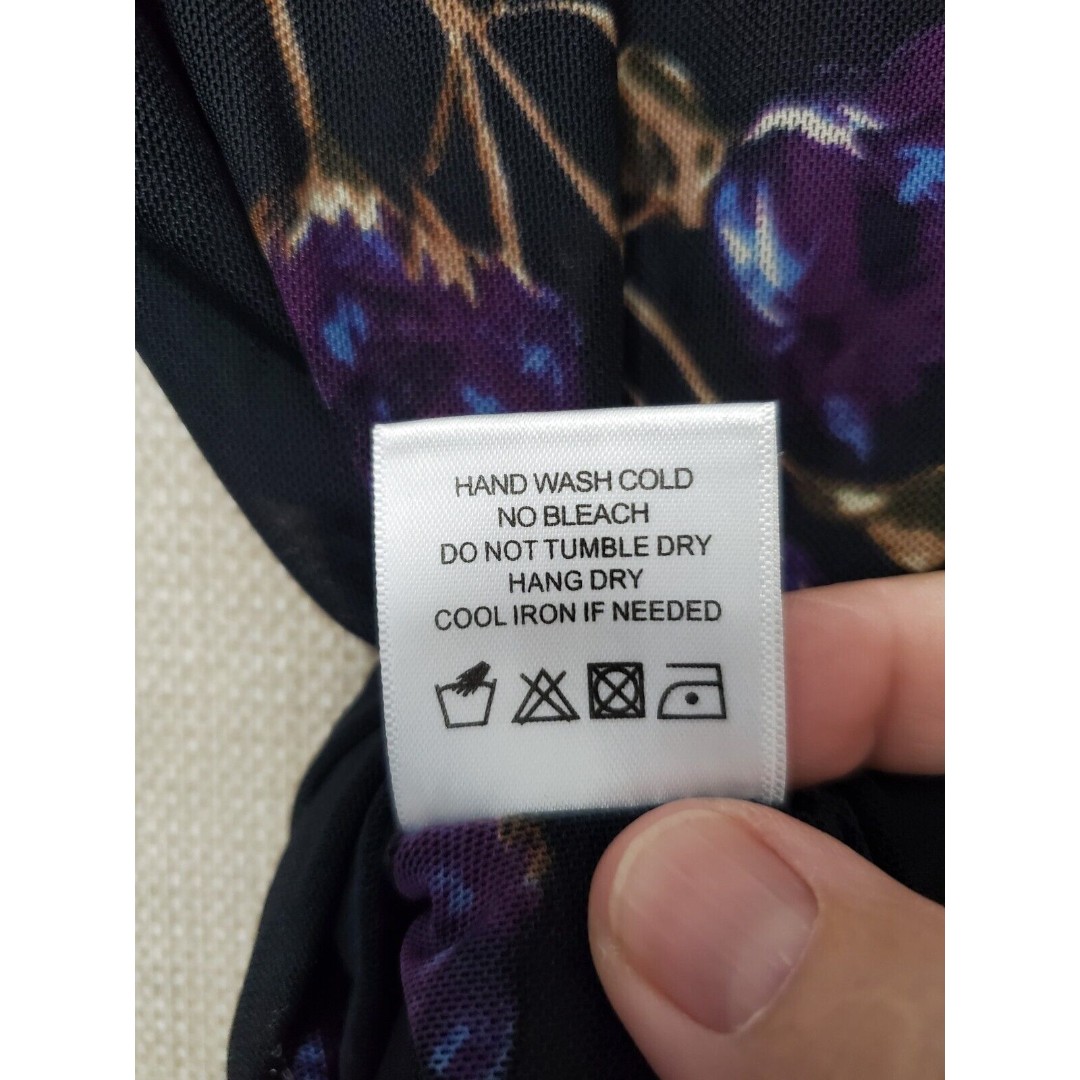 HAND WASH COLD
NO BLEACH
DO NOT TUMBLE DRY
HANG DRY
COOL IRON IF NEEDED